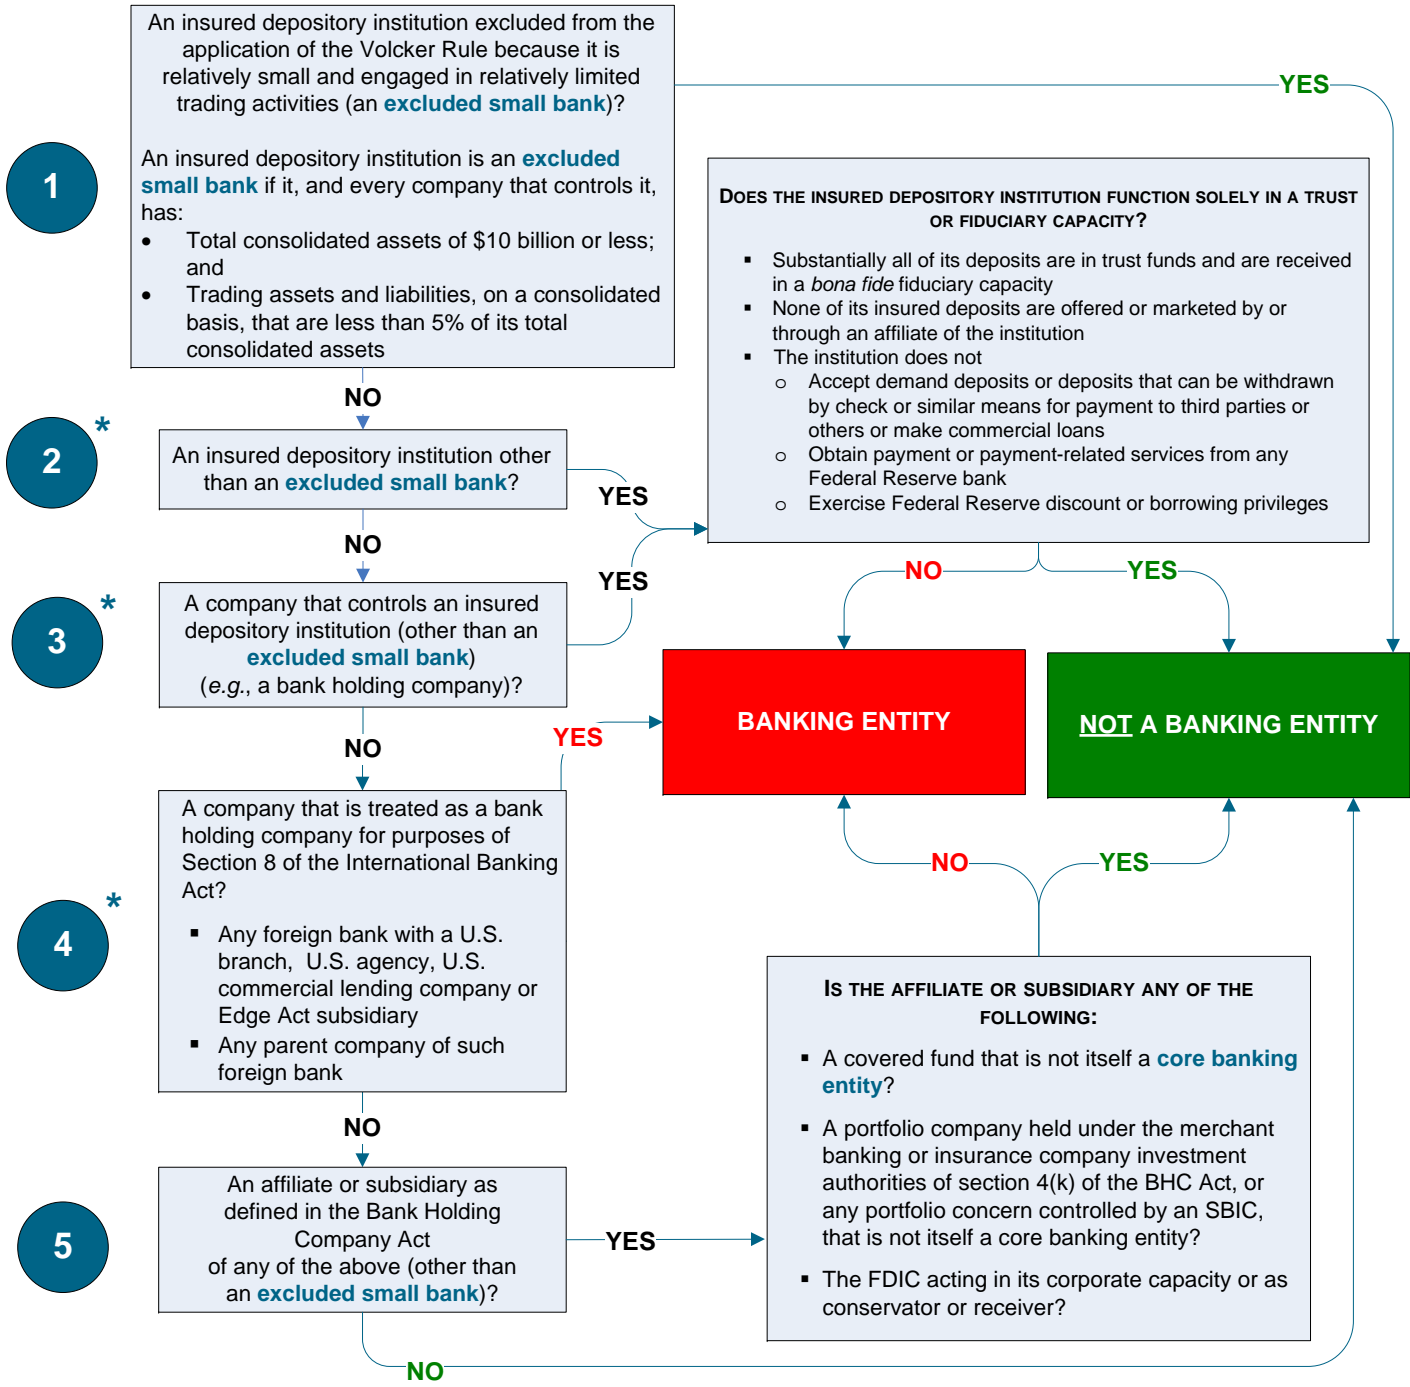 An insured depository institution excluded from the
application of the Volcker Rule because it is
relatively small and engaged in relatively limited
trading activities (an excluded small bank)?
An insured depository institution is an excluded
small bank if it, and every company that controls it,
has:
• Total consolidated assets of $10 billion or less;
and
• Trading assets and liabilities, on a consolidated
basis, that are less than 5% of its total
consolidated assets
1
YES
NO
DOES THE INSURED DEPOSITORY INSTITUTION FUNCTION SOLELY IN A TRUST
OR FIDUCIARY CAPACITY?
▪ Substantially all of its deposits are in trust funds and are received
in a bona fide fiduciary capacity
▪ None of its insured deposits are offered or marketed by or
through an affiliate of the institution
▪ The institution does not
o Accept demand deposits or deposits that can be withdrawn
by check or similar means for payment to third parties or
others or make commercial loans
o Obtain payment or payment-related services from any
Federal Reserve bank
o Exercise Federal Reserve discount or borrowing privileges
2
*
An insured depository institution other
than an excluded small bank?
YES
NO
3
*
A company that controls an insured
depository institution (other than an
excluded small bank)
(e.g., a bank holding company)?
YES
NO
YES
NO
YES
BANKING ENTITY
NOT A BANKING ENTITY
4
*
A company that is treated as a bank
holding company for purposes of
Section 8 of the International Banking
Act?
▪ Any foreign bank with a U.S.
branch, U.S. agency, U.S.
commercial lending company or
Edge Act subsidiary
▪ Any parent company of such
foreign bank
NO
NO
YES
IS THE AFFILIATE OR SUBSIDIARY ANY OF THE
FOLLOWING:
▪ A covered fund that is not itself a core banking
entity?
▪ A portfolio company held under the merchant
banking or insurance company investment
authorities of section 4(k) of the BHC Act, or
any portfolio concern controlled by an SBIC,
that is not itself a core banking entity?
▪ The FDIC acting in its corporate capacity or as
conservator or receiver?
5
An affiliate or subsidiary as
defined in the Bank Holding
Company Act
of any of the above (other than
an excluded small bank)?
YES
NO